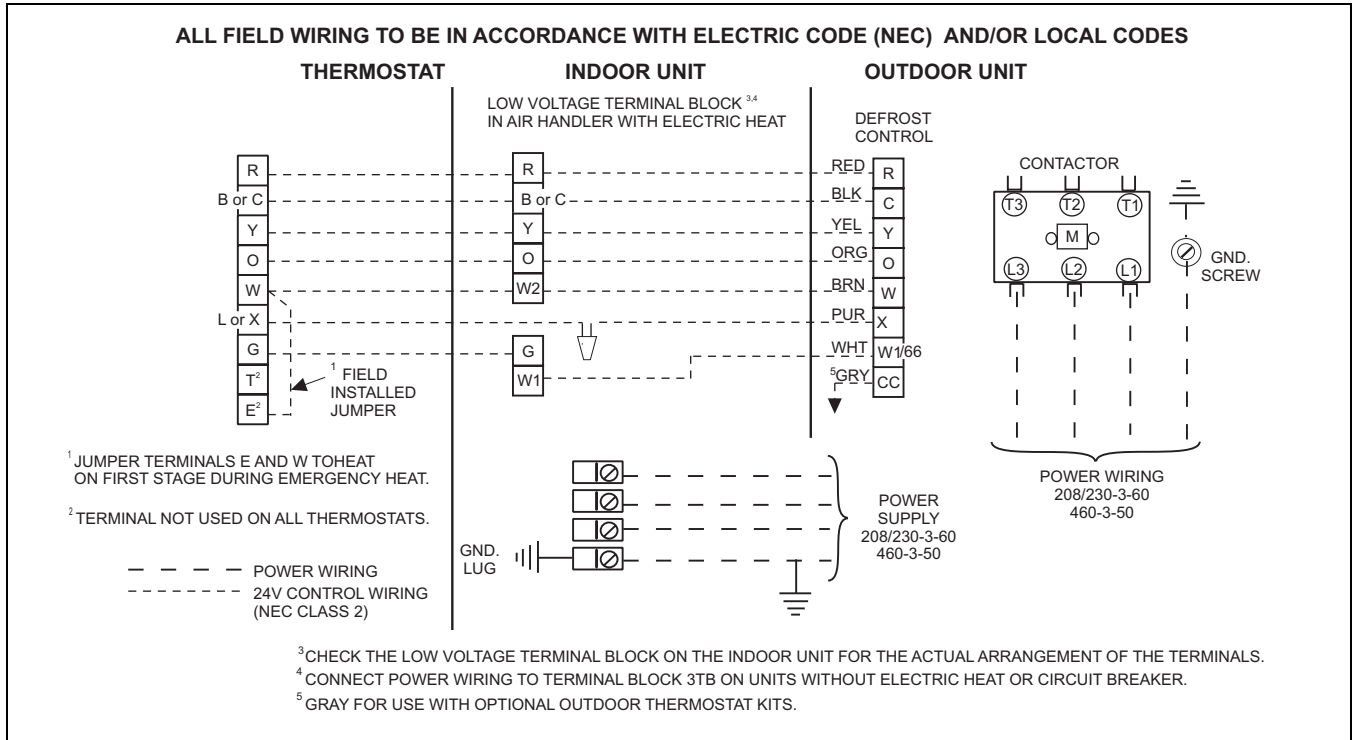 ALL FIELD WIRING TO BE IN ACCORDANCE WITH ELECTRIC CODE (NEC) AND/OR LOCAL CODES
THERMOSTAT
INDOOR UNIT
OUTDOOR UNIT
LOW VOLTAGE TERMINAL BLOCK 3,4
IN AIR HANDLER WITH ELECTRIC HEAT
DEFROST
CONTROL
R
B or C
Y
O
W
L or X
G
T²
E²
¹ FIELD
INSTALLED
JUMPER
R
B or C
Y
O
W2
G
W1
RED R
BLK C
YEL Y
ORG O
BRN W
PUR X
WHT W1/66
⁵GRY CC
CONTACTOR
T3 T2 T1
M
L3 L2 L1
GND.
SCREW
POWER WIRING
208/230-3-60
460-3-50
¹ JUMPER TERMINALS E AND W TOHEAT
ON FIRST STAGE DURING EMERGENCY HEAT.
² TERMINAL NOT USED ON ALL THERMOSTATS.
POWER WIRING
24V CONTROL WIRING
(NEC CLASS 2)
GND.
LUG
POWER
SUPPLY
208/230-3-60
460-3-50
³ CHECK THE LOW VOLTAGE TERMINAL BLOCK ON THE INDOOR UNIT FOR THE ACTUAL ARRANGEMENT OF THE TERMINALS.
⁴ CONNECT POWER WIRING TO TERMINAL BLOCK 3TB ON UNITS WITHOUT ELECTRIC HEAT OR CIRCUIT BREAKER.
⁵ GRAY FOR USE WITH OPTIONAL OUTDOOR THERMOSTAT KITS.